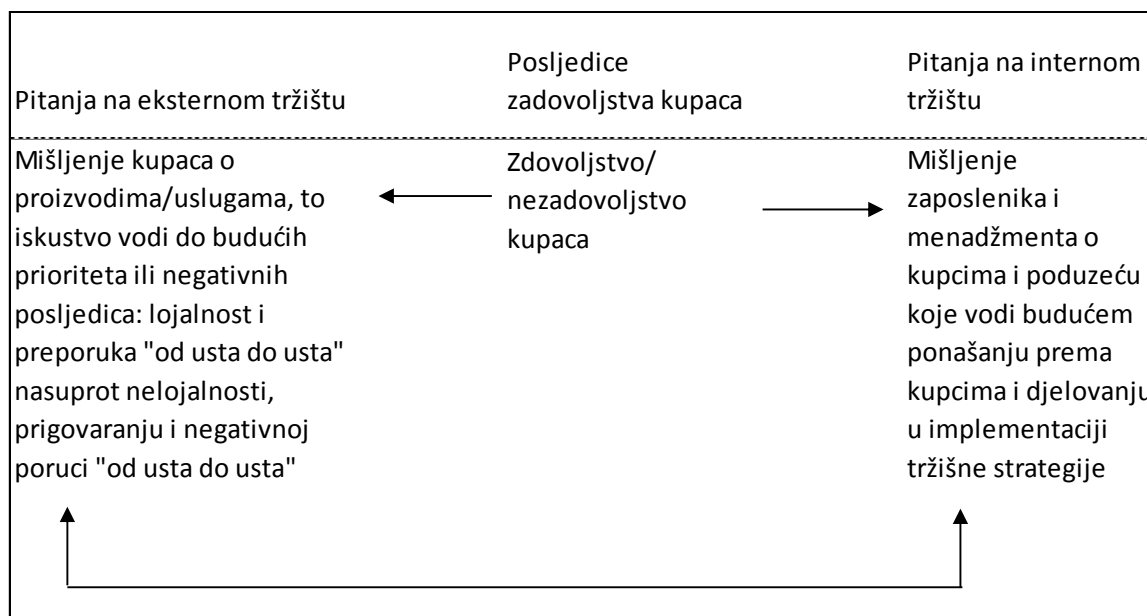 Pitanja na eksternom tržištu
Posljedice
zadovoljstva kupaca
Pitanja na internom
tržištu
Mišljenje kupaca o
proizvodima/uslugama, to
iskustvo vodi do budućih
prioriteta ili negativnih
posljedica: lojalnost i
preporuka "od usta do usta"
nasuprot nelojalnosti,
prigovaranju i negativnoj
poruci "od usta do usta"
Zdovoljstvo/
nezadovoljstvo
kupaca
Mišljenje
zaposlenika i
menadžmenta o
kupcima i poduzeću
koje vodi budućem
ponašanju prema
kupcima i djelovanju
u implementaciji
tržišne strategije